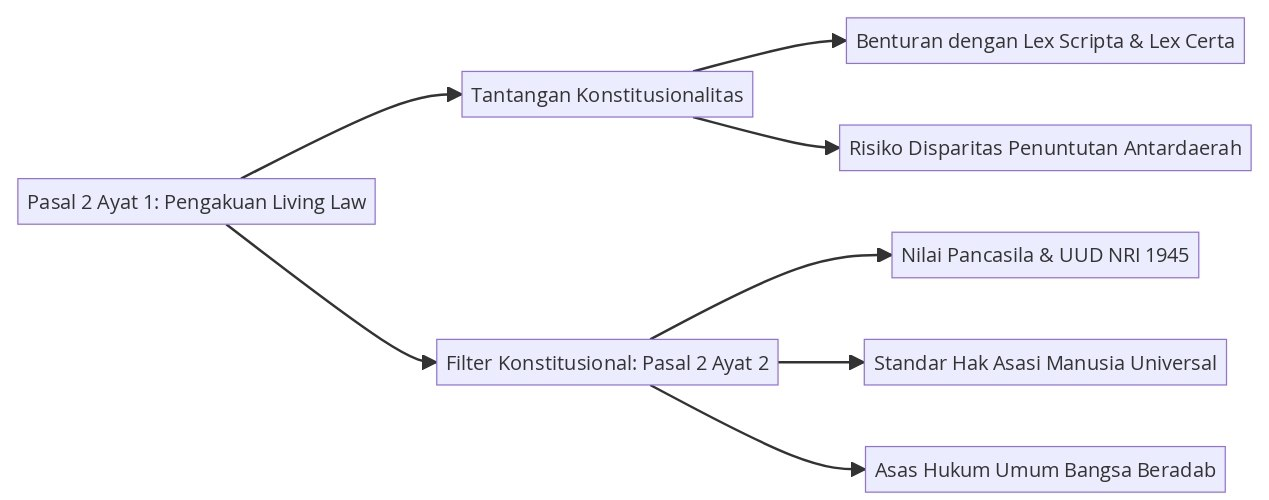 Pasal 2 Ayat 1: Pengakuan Living Law
Tantangan Konstitusionalitas
Benturan dengan Lex Scripta & Lex Certa
Risiko Disparitas Penuntutan Antardaerah
Filter Konstitusional: Pasal 2 Ayat 2
Nilai Pancasila & UUD NRI 1945
Standar Hak Asasi Manusia Universal
Asas Hukum Umum Bangsa Beradab